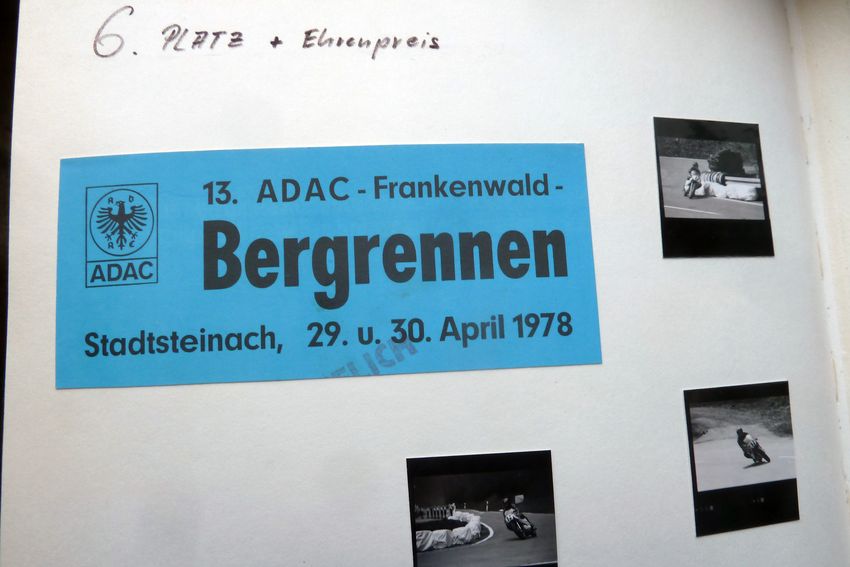 6. PLATZ + Ehrenpreis
13. ADAC - Frankenwald -
Bergrennen
ADAC
Stadtsteinach, 29. u. 30. April 1978